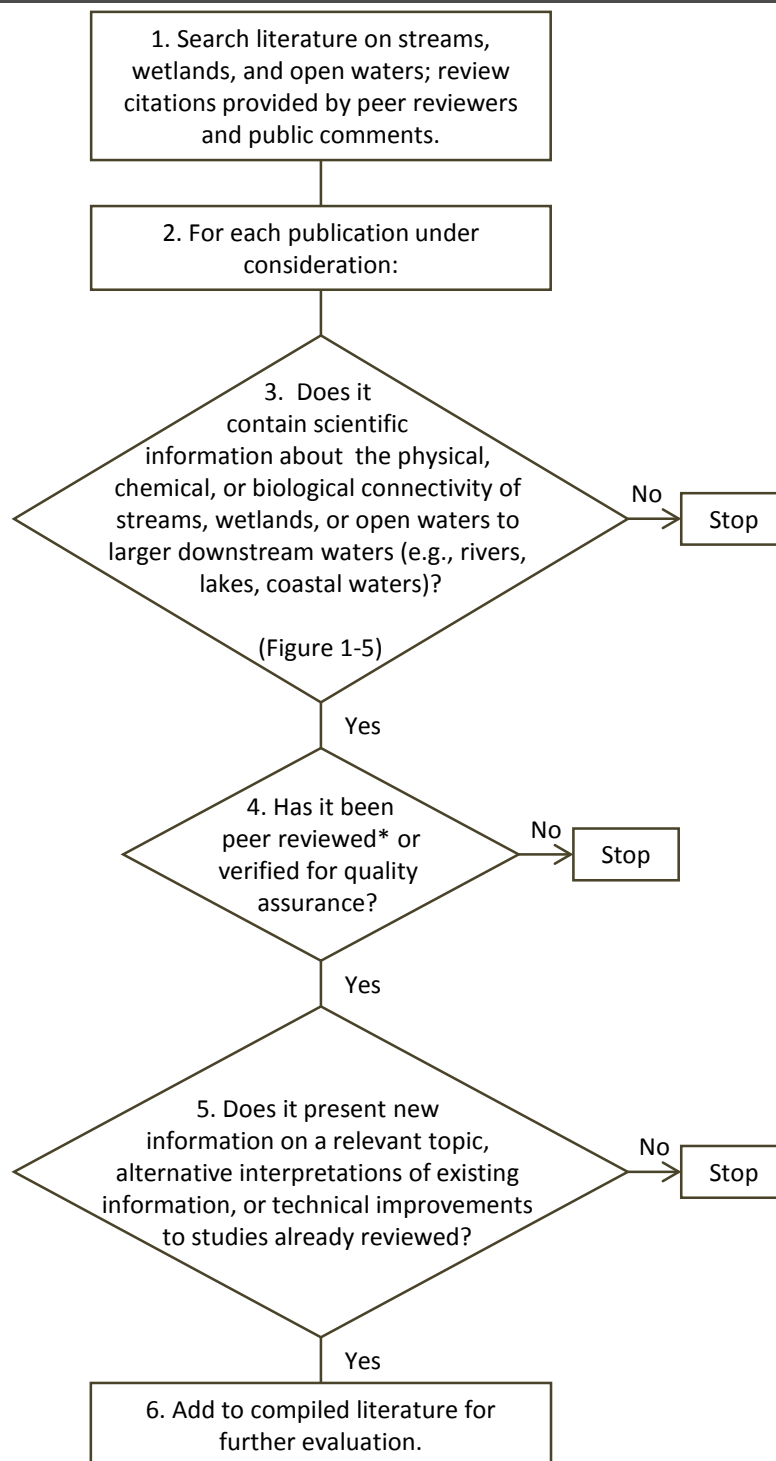 1. Search literature on streams,
wetlands, and open waters; review
citations provided by peer reviewers
and public comments.
2. For each publication under
consideration:
3. Does it
contain scientific
information about the physical,
chemical, or biological connectivity of
streams, wetlands, or open waters to
larger downstream waters (e.g., rivers,
lakes, coastal waters)?
(Figure 1-5)
No
Stop
Yes
4. Has it been
peer reviewed* or
verified for quality
assurance?
No
Stop
Yes
5. Does it present new
information on a relevant topic,
alternative interpretations of existing
information, or technical improvements
to studies already reviewed?
No
Stop
Yes
6. Add to compiled literature for
further evaluation.